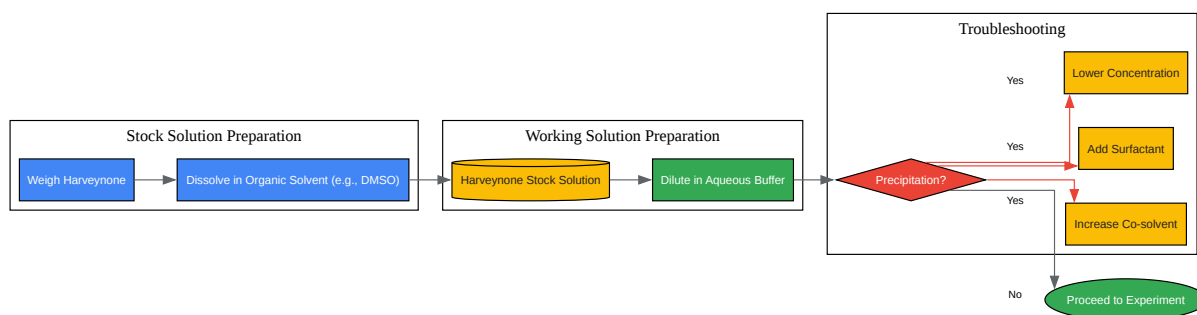 Stock Solution Preparation
Weigh Harveynone
Dissolve in Organic Solvent (e.g., DMSO)
Working Solution Preparation
Harveynone Stock Solution
Dilute in Aqueous Buffer
Troubleshooting
Precipitation?
Yes
Lower Concentration
Yes
Add Surfactant
Yes
Increase Co-solvent
No
Proceed to Experiment